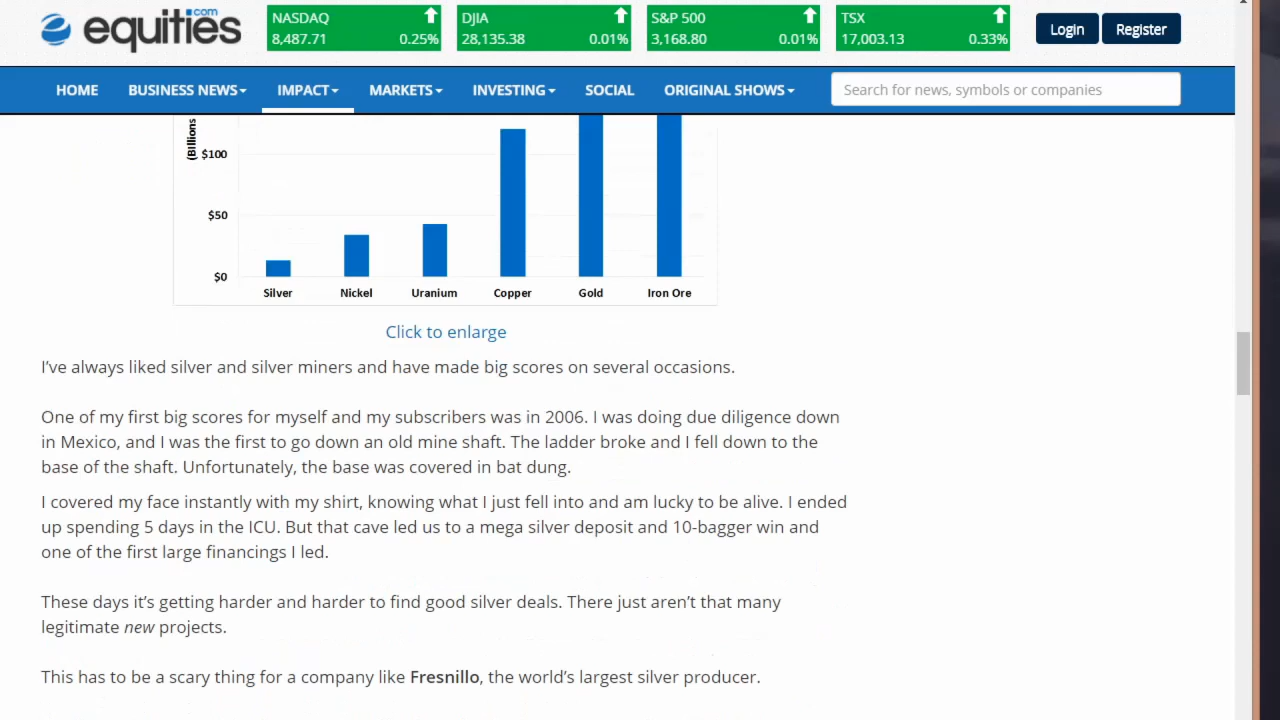 equities.com
NASDAQ
8,487.71 0.25%
DJIA
28,135.38 0.01%
S&P 500
3,168.80 0.01%
TSX
17,003.13 0.33%
Login Register
HOME BUSINESS NEWS IMPACT MARKETS INVESTING SOCIAL ORIGINAL SHOWS Search for news, symbols or companies
(Billions
$100
$50
$0
Silver Nickel Uranium Copper Gold Iron Ore
Click to enlarge
I’ve always liked silver and silver miners and have made big scores on several occasions.
One of my first big scores for myself and my subscribers was in 2006. I was doing due diligence down
in Mexico, and I was the first to go down an old mine shaft. The ladder broke and I fell down to the
base of the shaft. Unfortunately, the base was covered in bat dung.
I covered my face instantly with my shirt, knowing what I just fell into and am lucky to be alive. I ended
up spending 5 days in the ICU. But that cave led us to a mega silver deposit and 10-bagger win and
one of the first large financings I led.
These days it’s getting harder and harder to find good silver deals. There just aren’t that many
legitimate new projects.
This has to be a scary thing for a company like Fresnillo, the world’s largest silver producer.